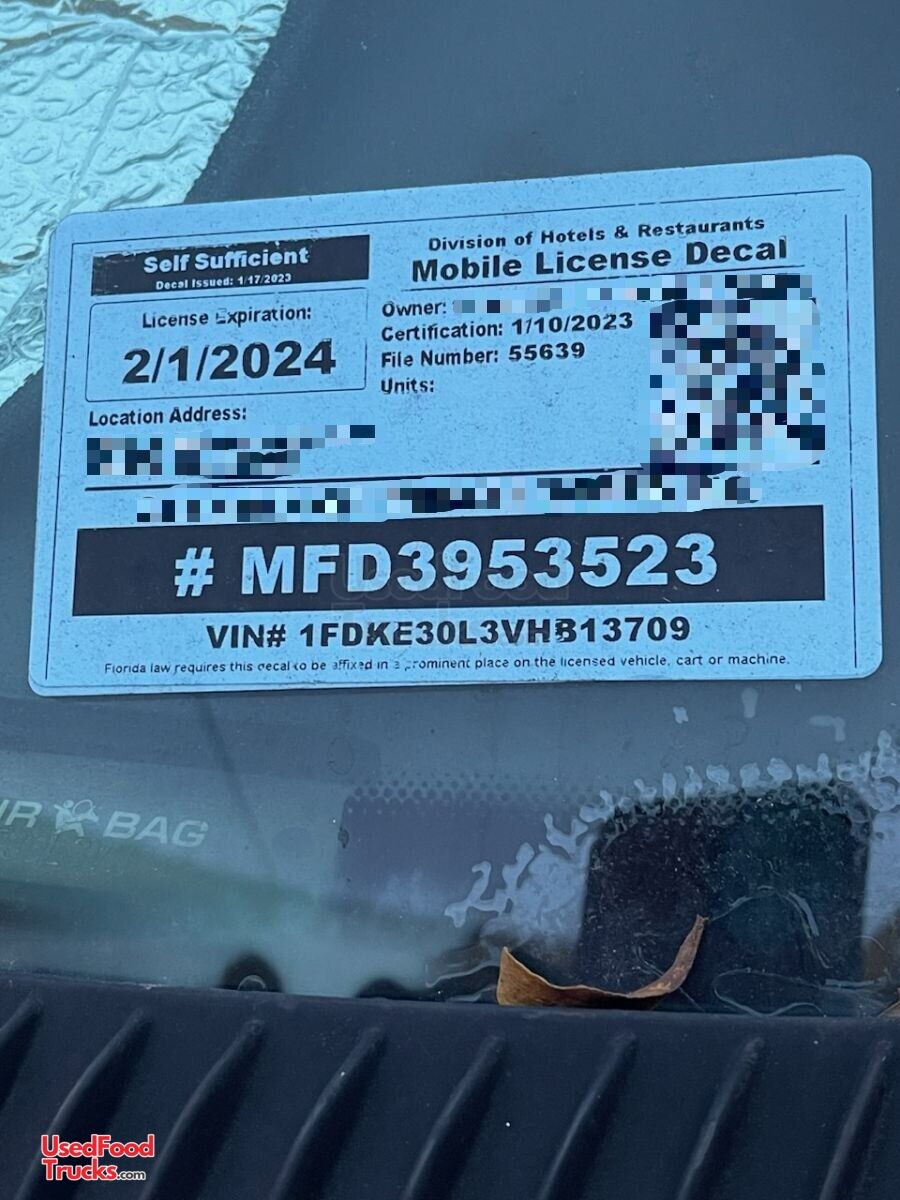 Self Sufficient
Decal Issued: 1/17/2023
License Expiration:
2/1/2024
Location Address:
Division of Hotels & Restaurants
Mobile License Decal
Owner:
Certification: 1/10/2023
File Number: 55639
Units:
# MFD3953523
VIN# 1FDKE30L3VHB13709
Florida law requires this decal to be affixed in a prominent place on the licensed vehicle, cart or machine.
BAG
UsedFood
Trucks.com